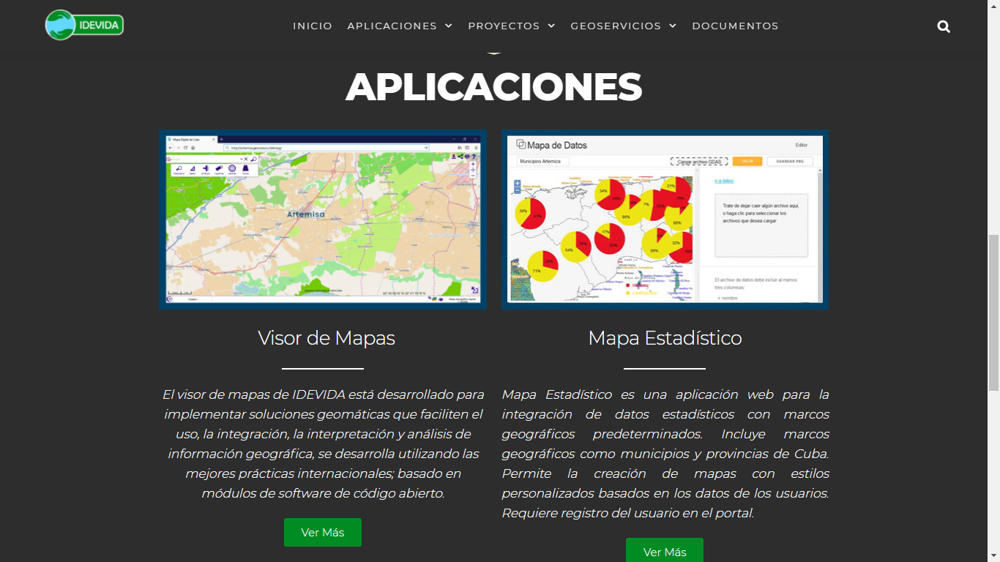 IDEVIDA
INICIO APLICACIONES PROYECTOS GEOSERVICIOS DOCUMENTOS
APLICACIONES
Mapa Digital de Cuba
Artemisa
Mapa de Datos
Editor
Municipios Artemiza
Cargar archivo GDAS
GUARDAR PNG
ir a datos
Trate de dejar caer algún archivo aquí,
o haga clic para seleccionar los
archivos que desea cargar
El archivo de datos debe incluir al menos
tres columnas:
nombre
Visor de Mapas
El visor de mapas de IDEVIDA está desarrollado para
implementar soluciones geomáticas que faciliten el
uso, la integración, la interpretación y análisis de
información geográfica, se desarrolla utilizando las
mejores prácticas internacionales; basado en
módulos de software de código abierto.
Ver Más
Mapa Estadístico
Mapa Estadístico es una aplicación web para la
integración de datos estadísticos con marcos
geográficos predeterminados. Incluye marcos
geográficos como municipios y provincias de Cuba.
Permite la creación de mapas con estilos
personalizados basados en los datos de los usuarios.
Requiere registro del usuario en el portal.
Ver Más